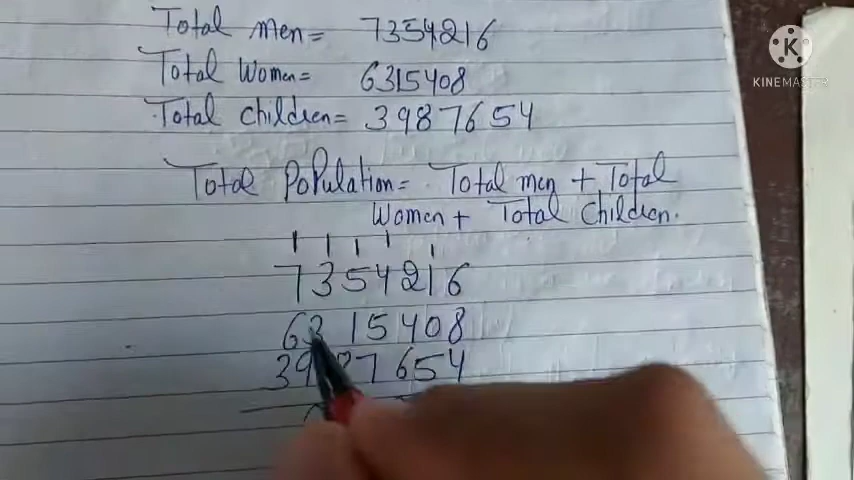 Total men = 7354216
Total Women = 6315408
Total children = 3987654
Total Population = Total men + Total
Women + Total Children.
7354216
6315408
3987654
K
KINEMASTER